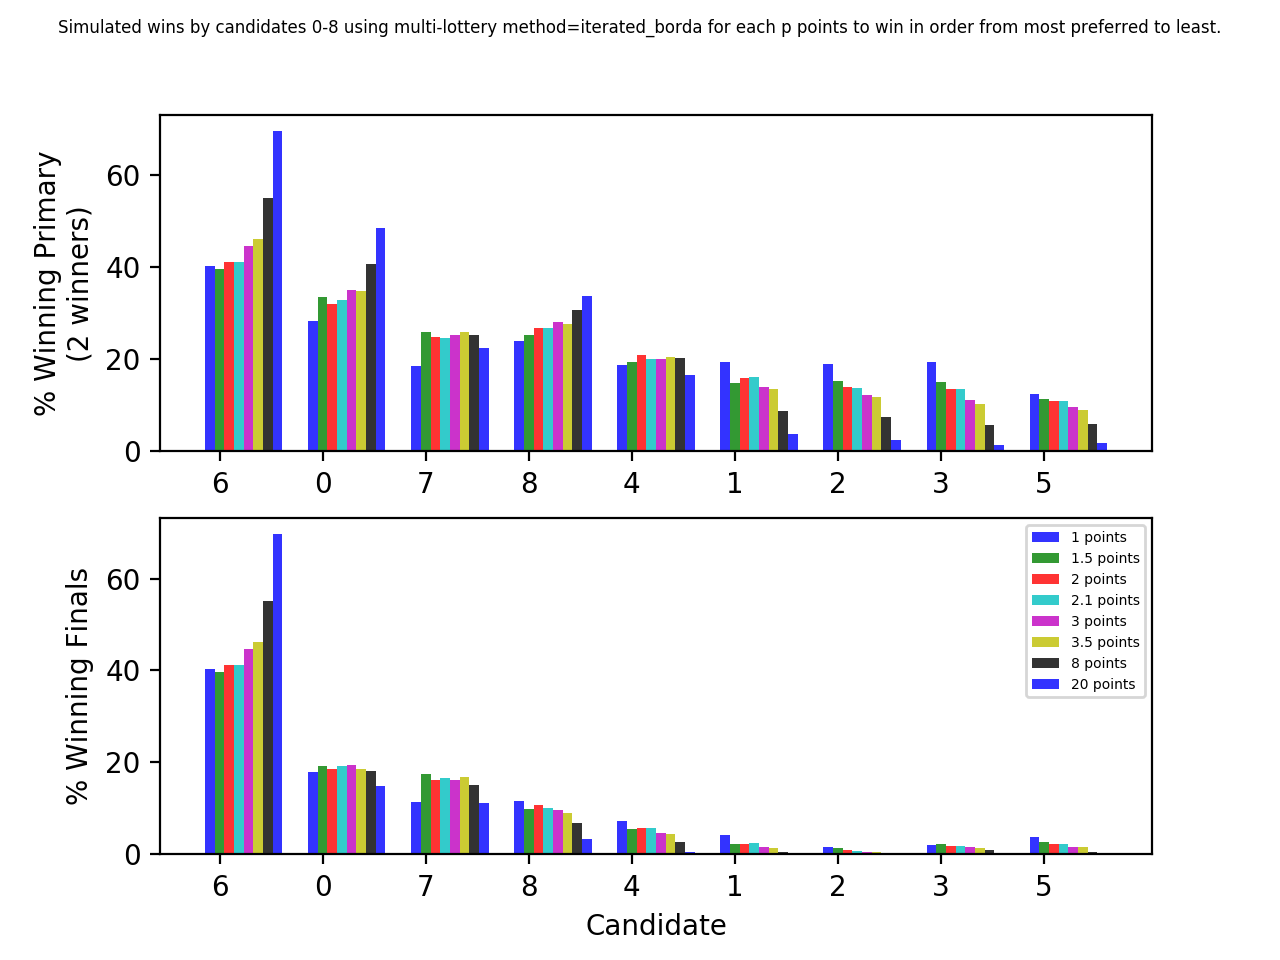 Simulated wins by candidates 0-8 using multi-lottery method=iterated_borda for each p points to win in order from most preferred to least.
% Winning Primary
(2 winners)
60
40
20
0
6 0 7 8 4 1 2 3 5
% Winning Finals
60
40
20
0
1 points
1.5 points
2 points
2.1 points
3 points
3.5 points
8 points
20 points
6 0 7 8 4 1 2 3 5
Candidate